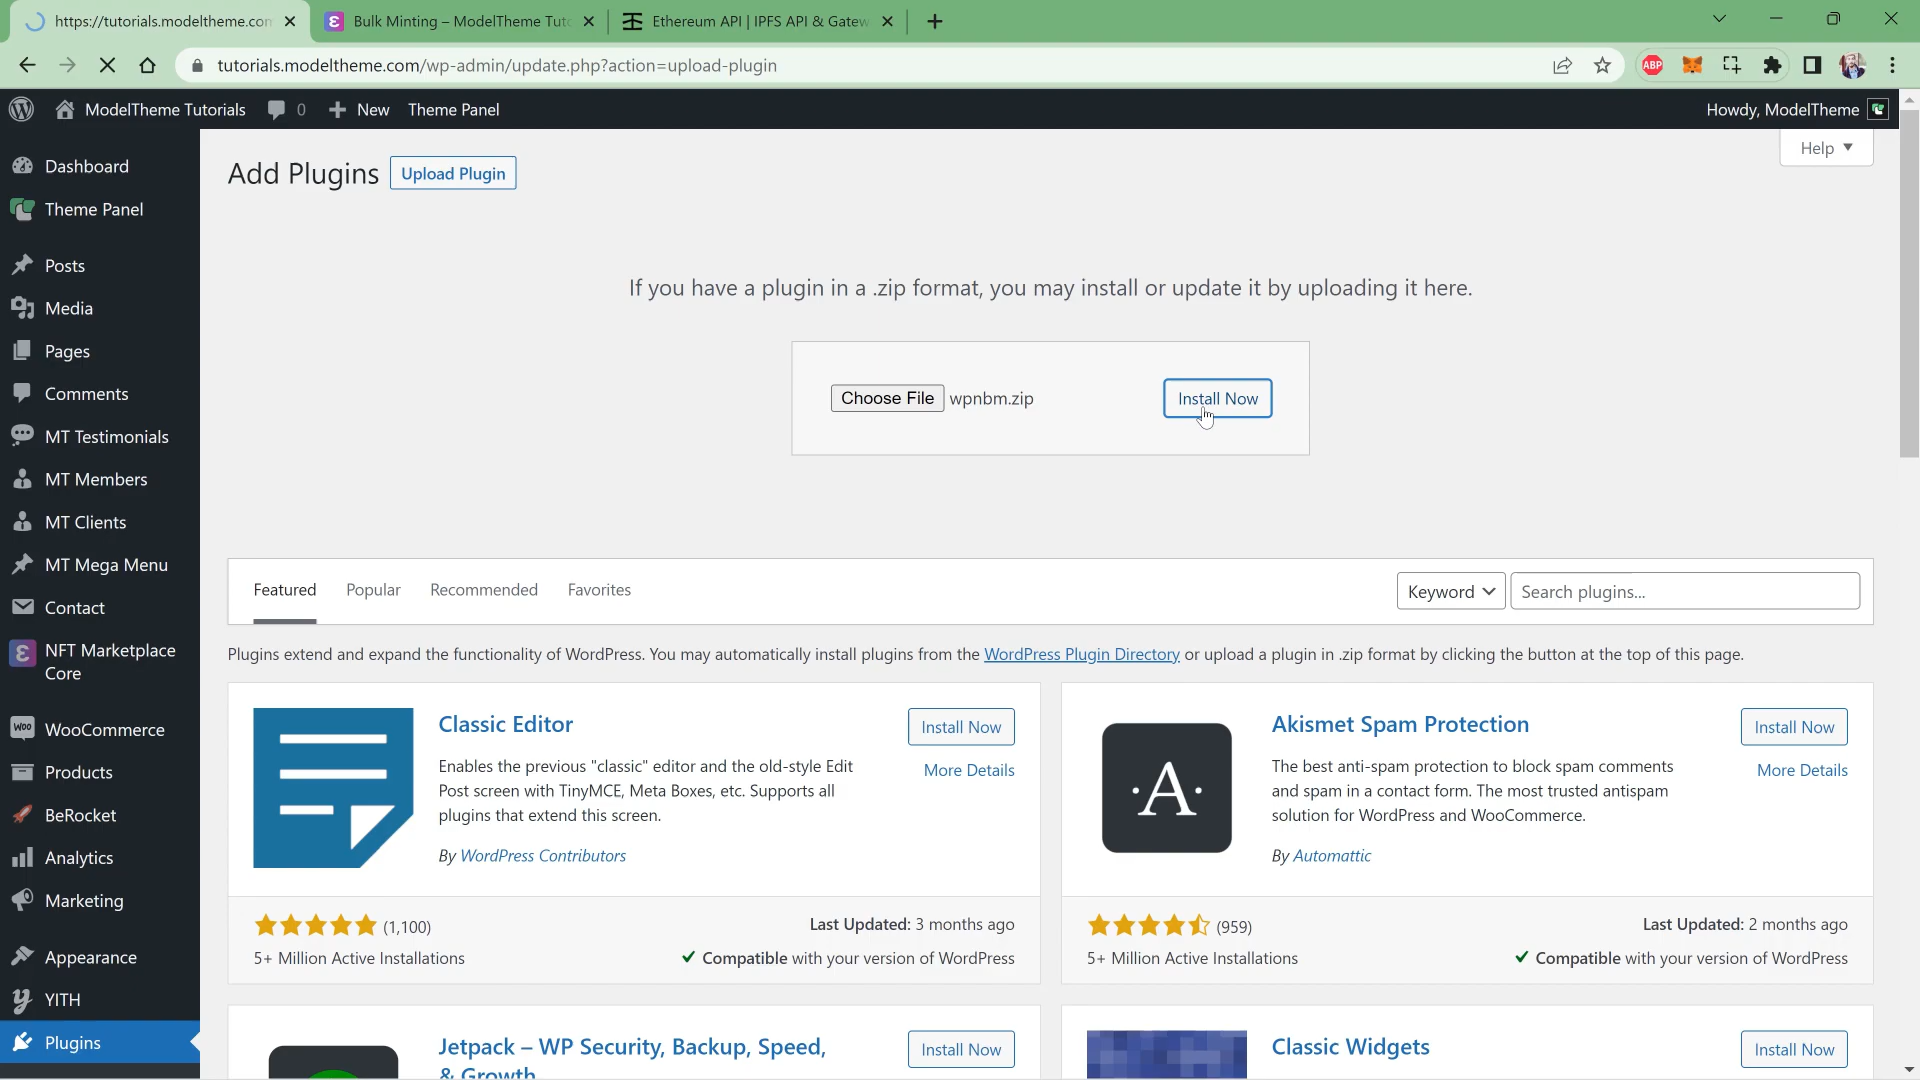 https://tutorials.modeltheme.com
Bulk Minting – ModelTheme Tuto
Ethereum API | IPFS API & Gatew
tutorials.modeltheme.com/wp-admin/update.php?action=upload-plugin
ABP
ModelTheme Tutorials
0
New
Theme Panel
Howdy, ModelTheme
Dashboard
Theme Panel
Posts
Media
Pages
Comments
MT Testimonials
MT Members
MT Clients
MT Mega Menu
Contact
NFT Marketplace
Core
WooCommerce
Products
BeRocket
Analytics
Marketing
Appearance
YITH
Plugins
Help
Add Plugins
Upload Plugin
If you have a plugin in a .zip format, you may install or update it by uploading it here.
Choose File
wpnbm.zip
Install Now
Featured
Popular
Recommended
Favorites
Keyword
Search plugins...
Plugins extend and expand the functionality of WordPress. You may automatically install plugins from the WordPress Plugin Directory or upload a plugin in .zip format by clicking the button at the top of this page.
Classic Editor
Install Now
More Details
Enables the previous "classic" editor and the old-style Edit
Post screen with TinyMCE, Meta Boxes, etc. Supports all
plugins that extend this screen.
By WordPress Contributors
(1,100)
Last Updated: 3 months ago
5+ Million Active Installations
Compatible with your version of WordPress
·A·
Akismet Spam Protection
Install Now
More Details
The best anti-spam protection to block spam comments
and spam in a contact form. The most trusted antispam
solution for WordPress and WooCommerce.
By Automattic
(959)
Last Updated: 2 months ago
5+ Million Active Installations
Compatible with your version of WordPress
Jetpack – WP Security, Backup, Speed,
& Growth
Install Now
Classic Widgets
Install Now